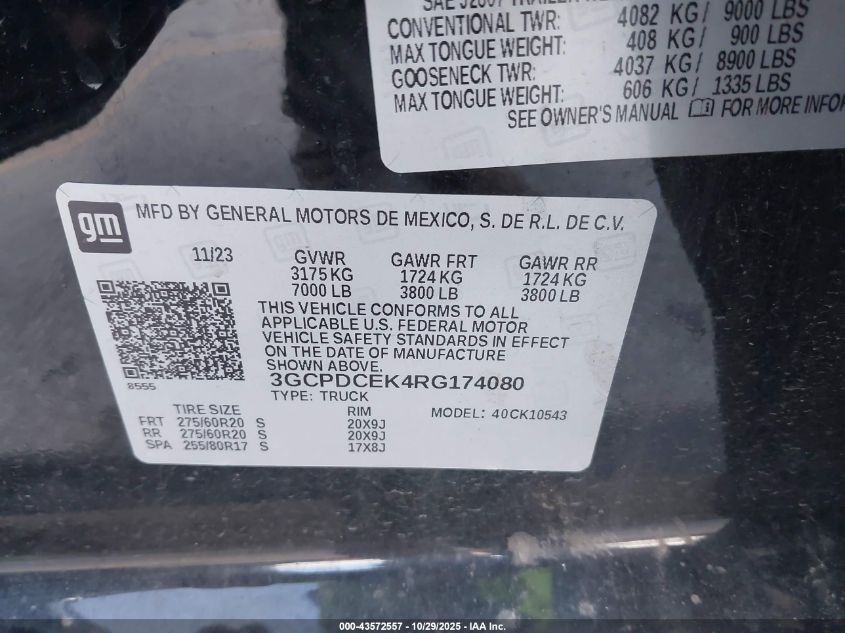 CONVENTIONAL TWR: 4082 KG/ 9000 LBS
MAX TONGUE WEIGHT: 408 KG/ 900 LBS
GOOSENECK TWR: 4037 KG/ 8900 LBS
MAX TONGUE WEIGHT: 606 KG/ 1335 LBS
SEE OWNER'S MANUAL FOR MORE
gm MFD BY GENERAL MOTORS DE MEXICO, S. DE R.L. DE C.V.
11/23 GVWR GAWR FRT GAWR RR
3175 KG 1724 KG 1724 KG
7000 LB 3800 LB 3800 LB
THIS VEHICLE CONFORMS TO ALL
APPLICABLE U.S. FEDERAL MOTOR
VEHICLE SAFETY STANDARDS IN EFFECT
ON THE DATE OF MANUFACTURE
SHOWN ABOVE.
8555 3GCPDCEK4RG174080
TYPE: TRUCK MODEL: 40CK10543
TIRE SIZE RIM
FRT 275/60R20 S 20X9J
RR 275/60R20 S 20X9J
SPA 255/80R17 S 17X8J
000-43572557 - 10/29/2025 - IAA Inc.